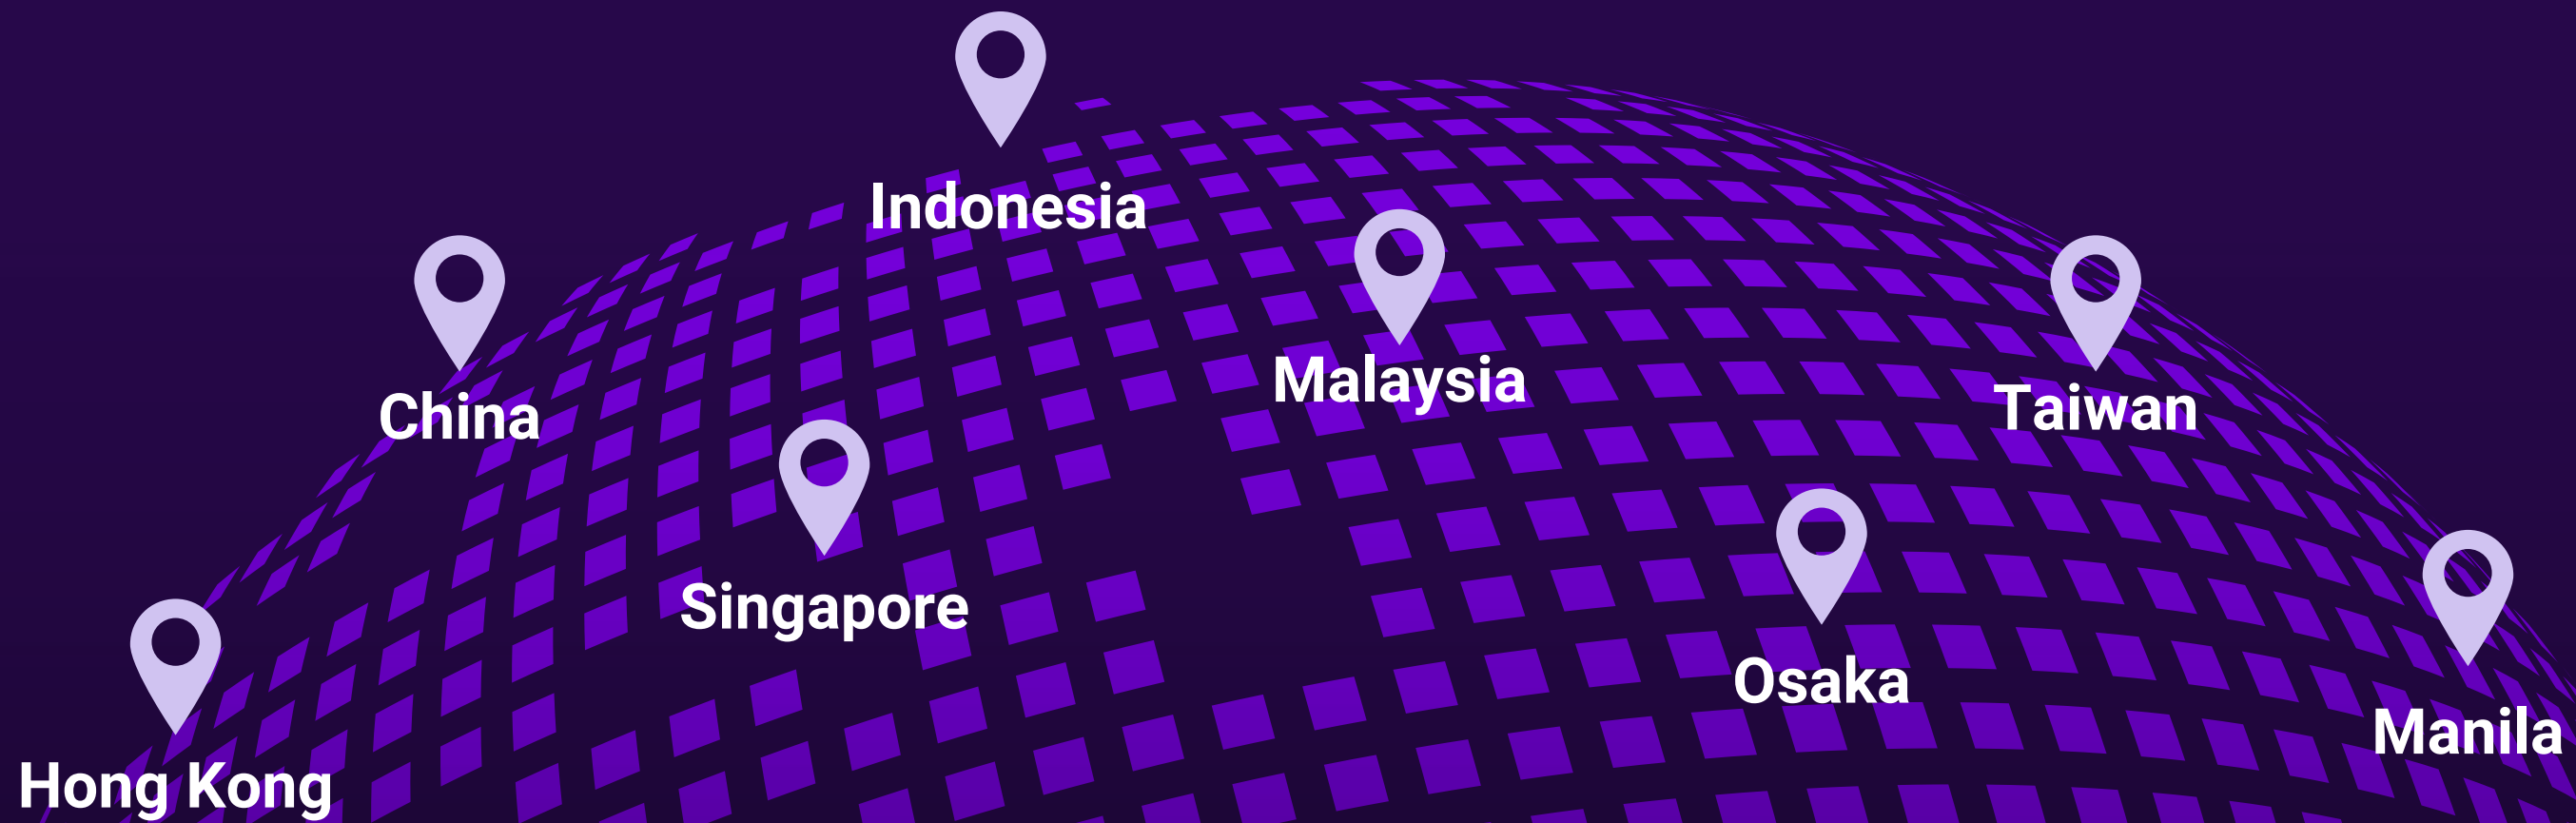 Indonesia
Malaysia
China
Taiwan
Singapore
Osaka
Manila
Hong Kong